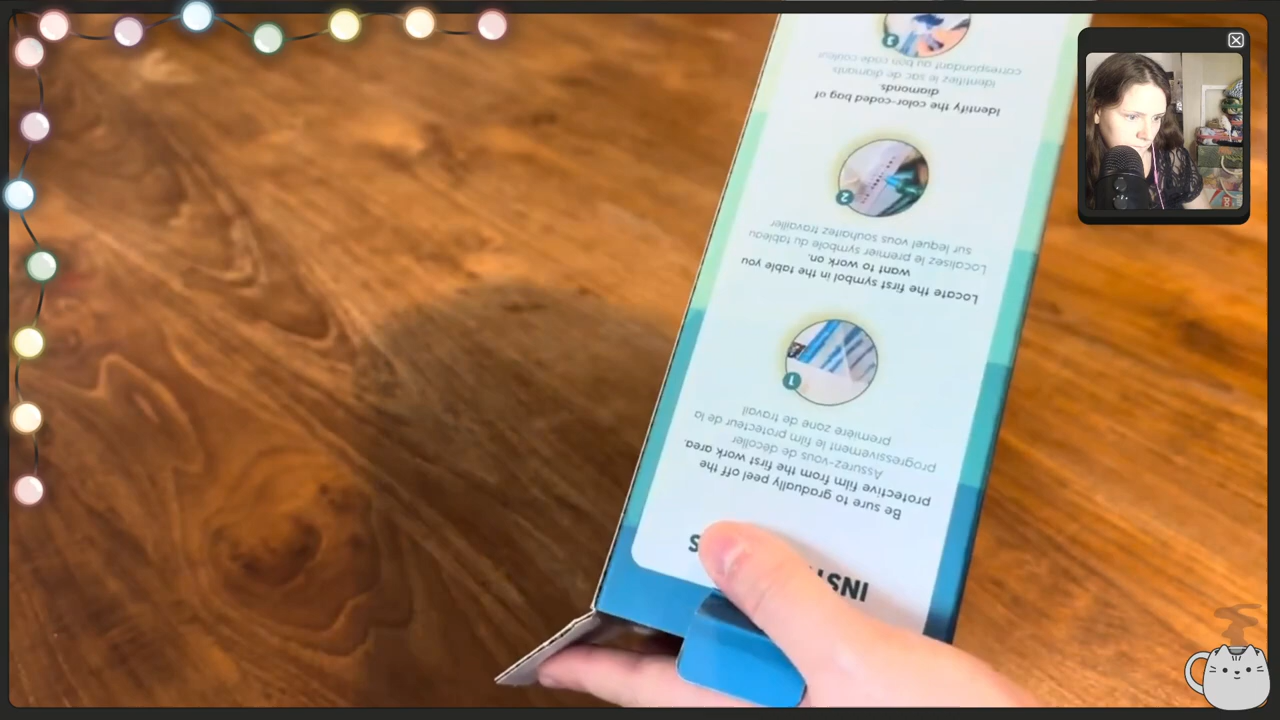 Be sure to gradually peel off the
protective film from the first work area.
Assurez-vous de décoller
progressivement le film protecteur de la
première zone de travail
1
Locate the first symbol in the table you
want to work on.
Localisez le premier symbole du tableau
sur lequel vous souhaitez travailler
2
Identify the color-coded bag of
diamonds.
Identifiez le sac de diamants
correspondant au bon code couleur
3